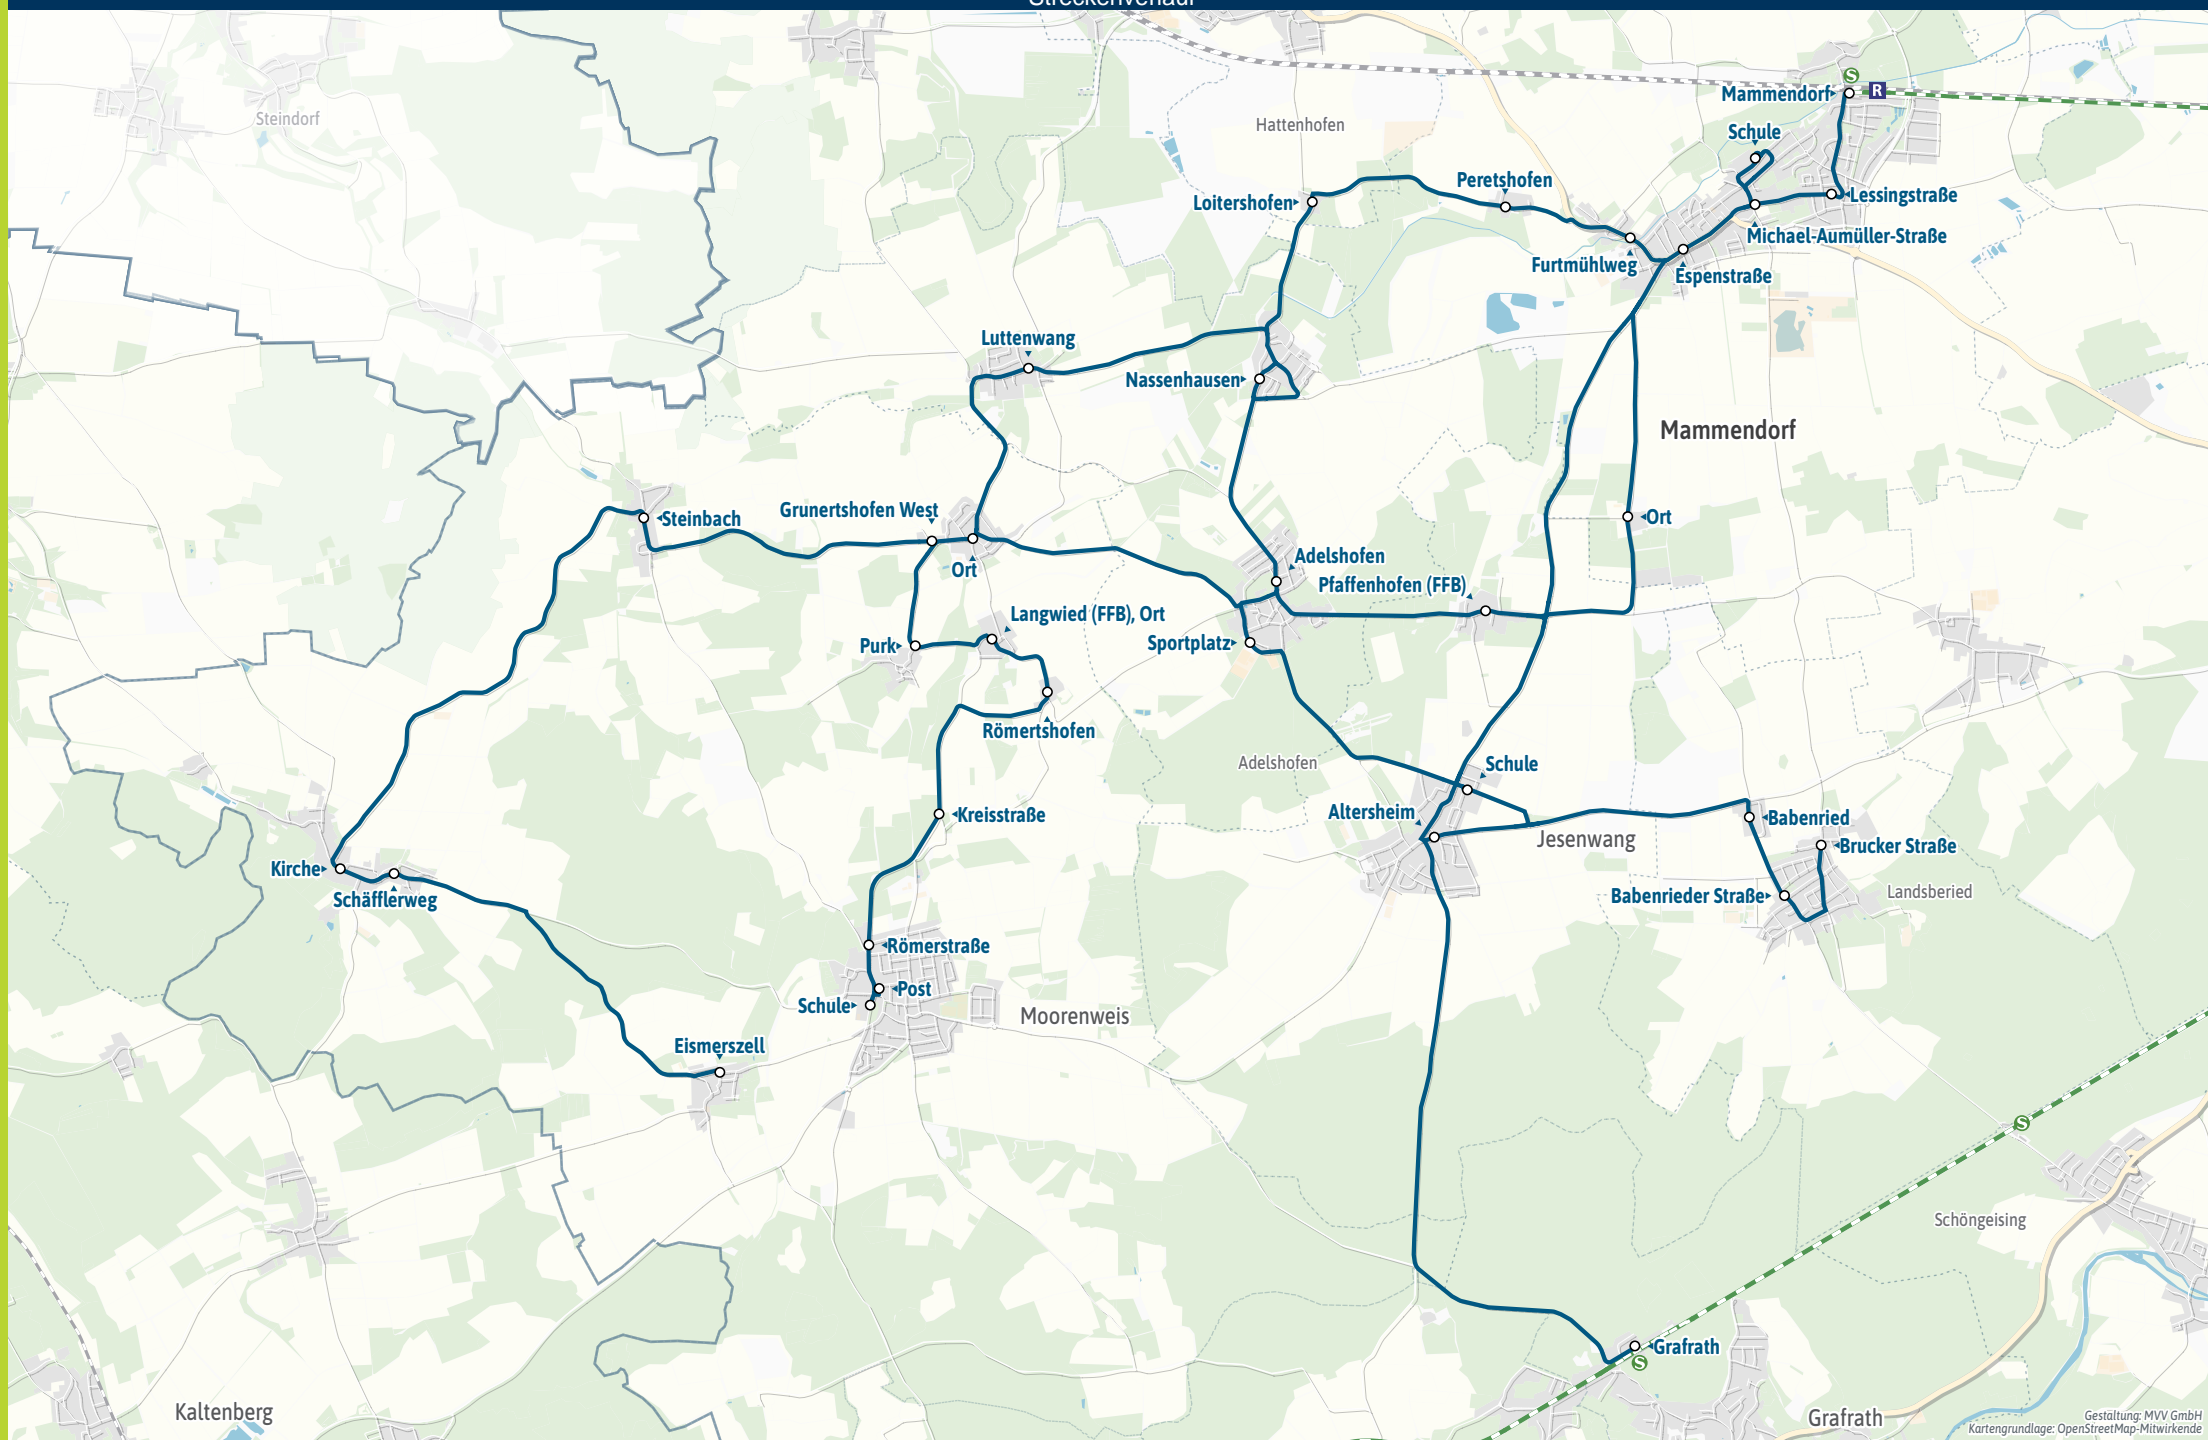 Streckenverlauf
Steindorf
Hattenhofen
Mammendorf
S
R
Schule
Peretshofen
Loitershofen
Lessingstraße
Michael-Aumüller-Straße
Furtmühlweg
Espenstraße
Luttenwang
Nassenhausen
Mammendorf
Steinbach
Grunertshofen West
Ort
Ort
Adelshofen
Pfaffenhofen (FFB)
Langwied (FFB), Ort
Purk
Sportplatz
Römertshofen
Adelshofen
Schule
Altersheim
Kreisstraße
Jesenwang
Babenried
Brucker Straße
Kirche
Schäfflerweg
Babenrieder Straße
Landsberied
Römerstraße
Post
Schule
Moorenweis
Eismerszell
S
Schöngeising
Grafrath
S
Kaltenberg
Grafrath
Gestaltung: MVV GmbH
Kartengrundlage: OpenStreetMap-Mitwirkende